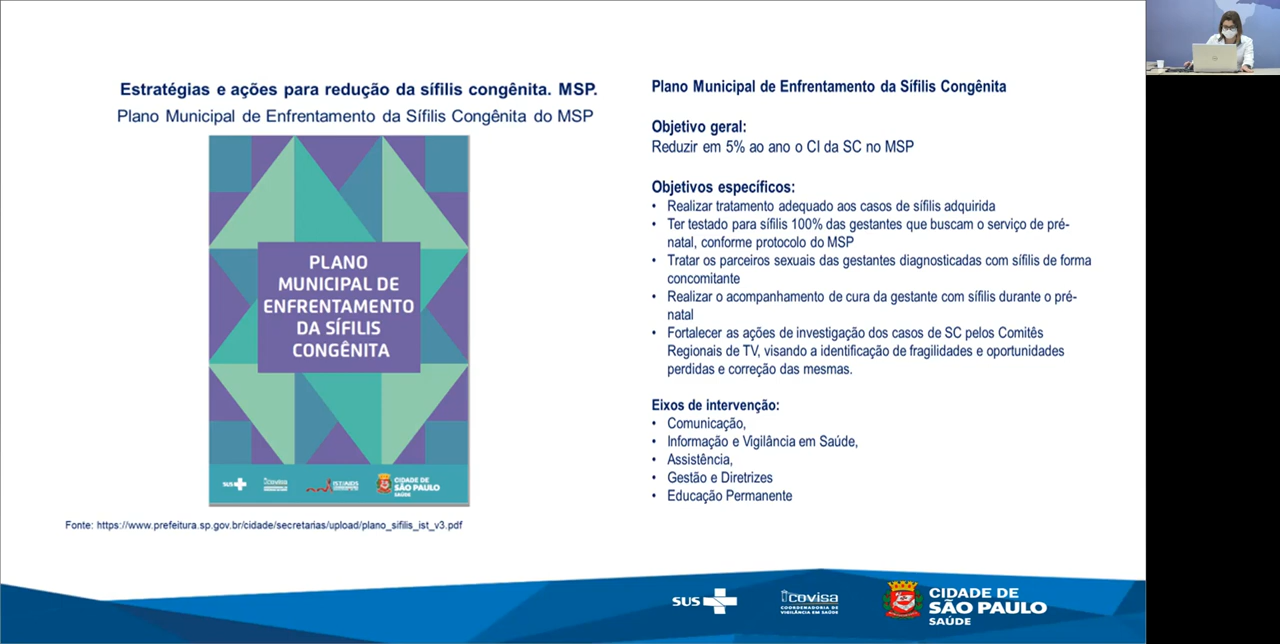 Estratégias e ações para redução da sífilis congênita. MSP.
Plano Municipal de Enfrentamento da Sífilis Congênita do MSP
PLANO
MUNICIPAL DE
ENFRENTAMENTO
DA SÍFILIS
CONGÊNITA
SUS
covisa
IST/AIDS
CIDADE DE
SÃO PAULO
SAÚDE
Fonte: https://www.prefeitura.sp.gov.br/cidade/secretarias/upload/plano_sifilis_ist_v3.pdf
Plano Municipal de Enfrentamento da Sífilis Congênita
Objetivo geral:
Reduzir em 5% ao ano o CI da SC no MSP
Objetivos específicos:
• Realizar tratamento adequado aos casos de sífilis adquirida
• Ter testado para sífilis 100% das gestantes que buscam o serviço de pré-
natal, conforme protocolo do MSP
• Tratar os parceiros sexuais das gestantes diagnosticadas com sífilis de forma
concomitante
• Realizar o acompanhamento de cura da gestante com sífilis durante o pré-
natal
• Fortalecer as ações de investigação dos casos de SC pelos Comitês
Regionais de TV, visando a identificação de fragilidades e oportunidades
perdidas e correção das mesmas.
Eixos de intervenção:
• Comunicação,
• Informação e Vigilância em Saúde,
• Assistência,
• Gestão e Diretrizes
• Educação Permanente
SUS
covisa
COORDENADORIA DE
VIGILÂNCIA EM SAÚDE
CIDADE DE
SÃO PAULO
SAÚDE